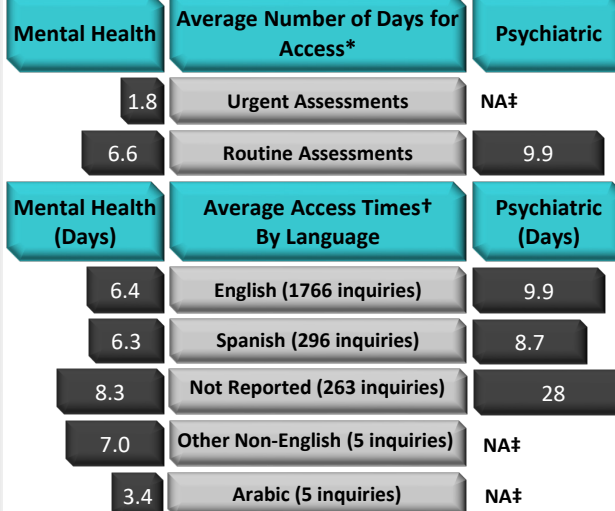 Mental Health
Average Number of Days for
Access*
Psychiatric
1.8
Urgent Assessments
NA‡
6.6
Routine Assessments
9.9
Mental Health
(Days)
Average Access Times†
By Language
Psychiatric
(Days)
6.4
English (1766 inquiries)
9.9
6.3
Spanish (296 inquiries)
8.7
8.3
Not Reported (263 inquiries)
28
7.0
Other Non-English (5 inquiries)
NA‡
3.4
Arabic (5 inquiries)
NA‡